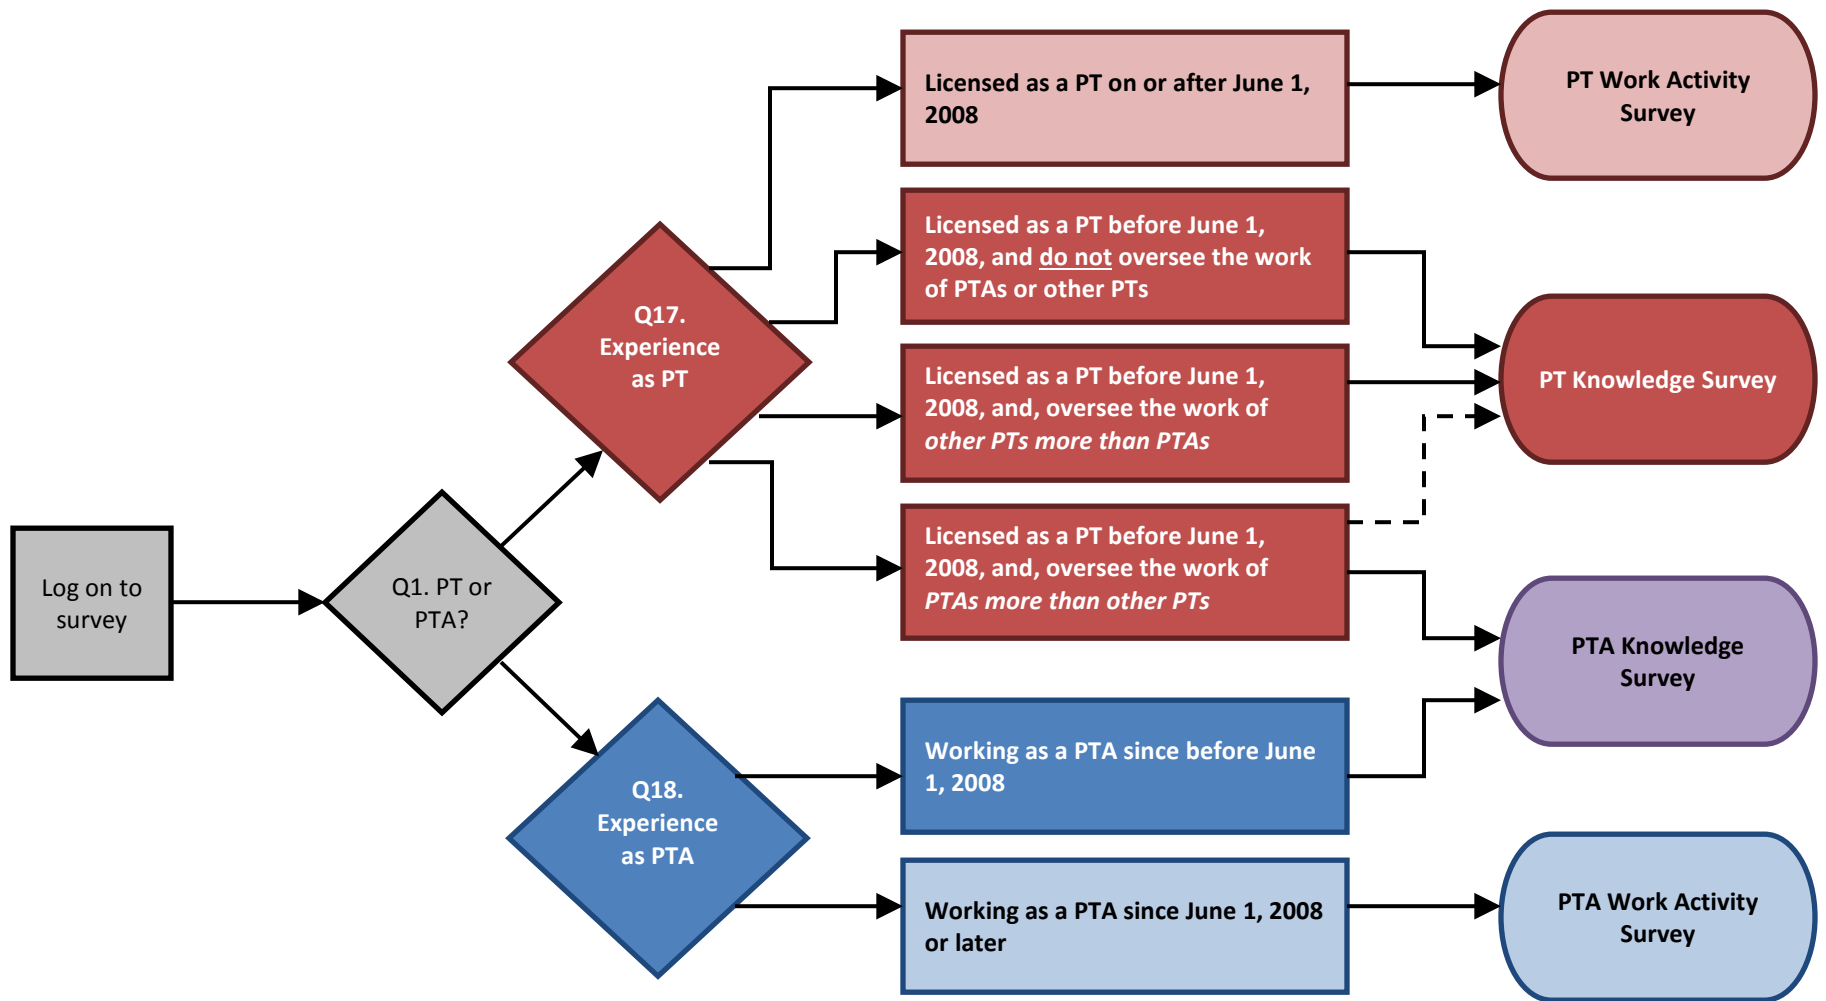 Log on to
survey
Q1. PT or
PTA?
Q17.
Experience
as PT
Q18.
Experience
as PTA
Licensed as a PT on or after June 1,
2008
Licensed as a PT before June 1,
2008, and do not oversee the work
of PTAs or other PTs
Licensed as a PT before June 1,
2008, and, oversee the work of
other PTs more than PTAs
Licensed as a PT before June 1,
2008, and, oversee the work of
PTAs more than other PTs
Working as a PTA since before June
1, 2008
Working as a PTA since June 1, 2008
or later
PT Work Activity
Survey
PT Knowledge Survey
PTA Knowledge
Survey
PTA Work Activity
Survey